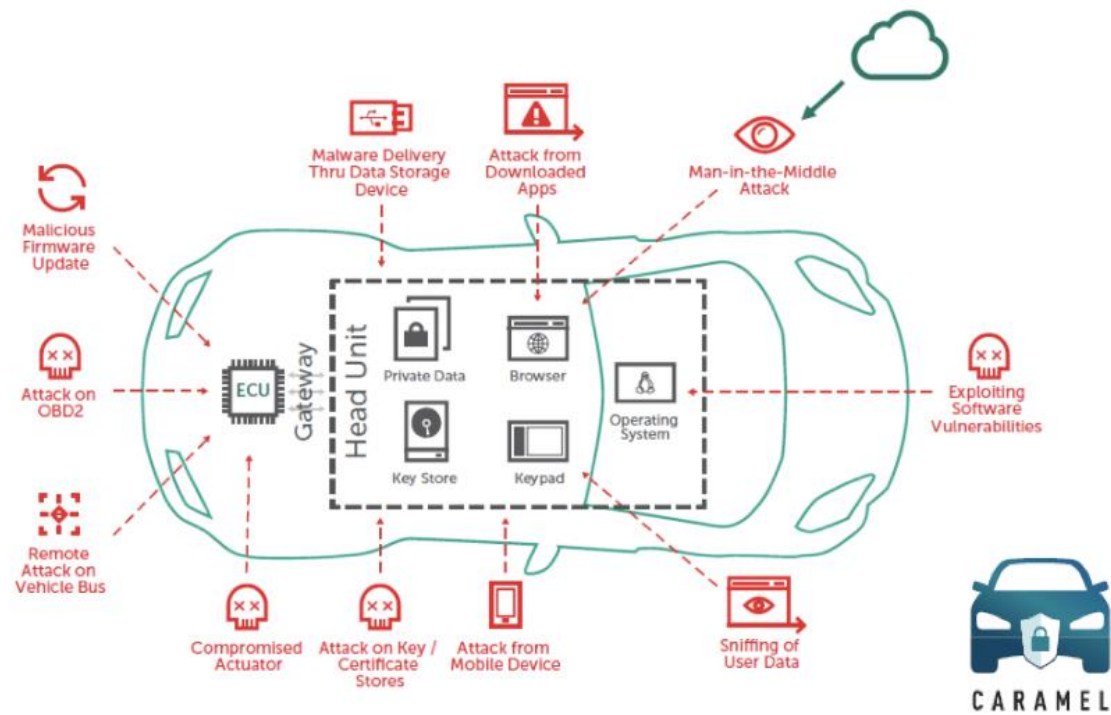 Malware Delivery
Thru Data Storage
Device
Attack from
Downloaded
Apps
Man-in-the-Middle
Attack
Malicious
Firmware
Update
Attack on
OBD2
Remote
Attack on
Vehicle Bus
ECU
Gateway
Head Unit
Private Data
Browser
Key Store
Keypad
Operating
System
Exploiting
Software
Vulnerabilities
Compromised
Actuator
Attack on Key /
Certificate
Stores
Attack from
Mobile Device
Sniffing of
User Data
CARAMEL